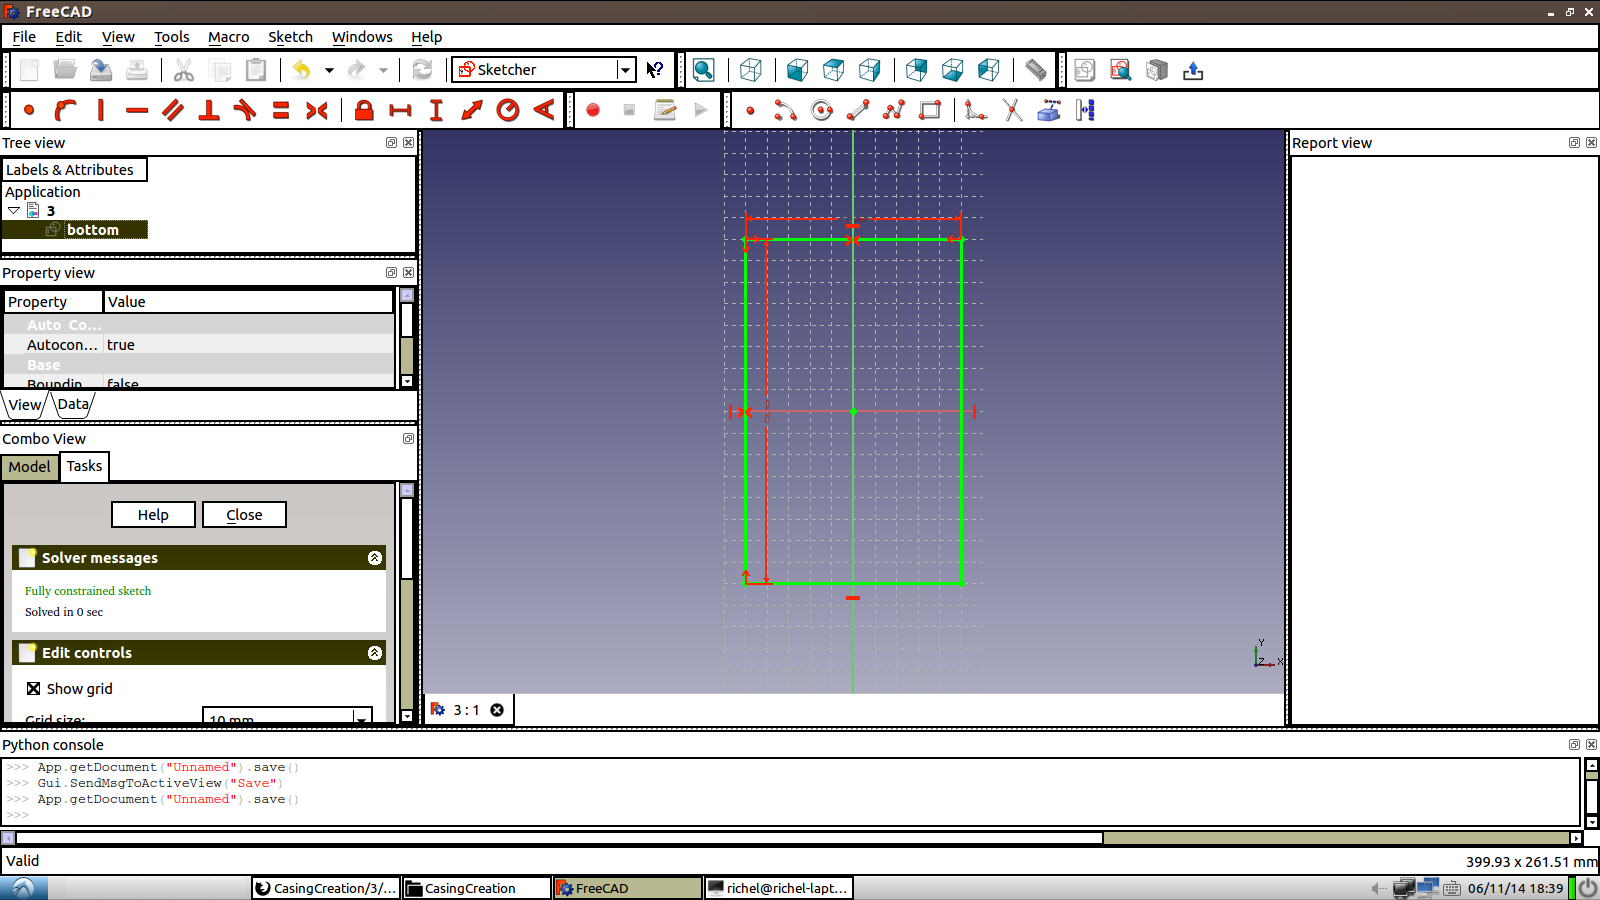 FreeCAD
File Edit View Tools Macro Sketch Windows Help
Sketcher
Tree view
Labels & Attributes
Application
3
bottom
Property view
Property Value
Auto Co...
Autocon... true
Base
Boundin false
View Data
Combo View
Model Tasks
Help Close
Solver messages
Fully constrained sketch
Solved in 0 sec
Edit controls
Show grid
Grid size: 10 mm
Y
Z X
3 : 1
Report view
Python console
>>> App.getDocument("Unnamed").save()
>>> Gui.SendMsgToActiveView("Save")
>>> App.getDocument("Unnamed").save()
>>>
Valid
399.93 x 261.51 mm
CasingCreation/3/... CasingCreation FreeCAD richel@richel-lapt... 06/11/14 18:39